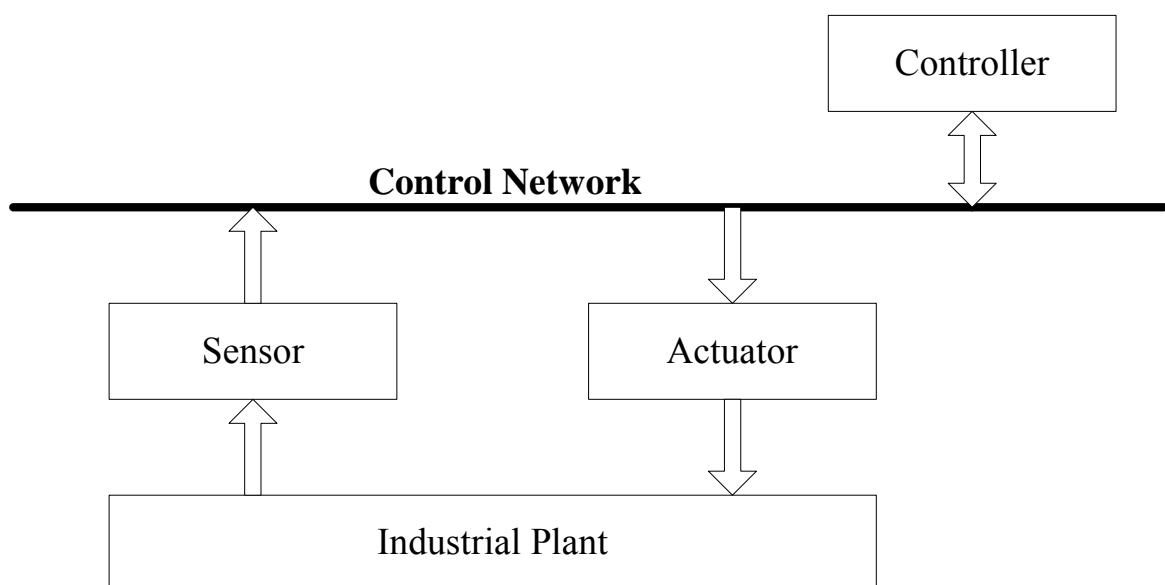 Controller
Control Network
Sensor
Actuator
Industrial Plant